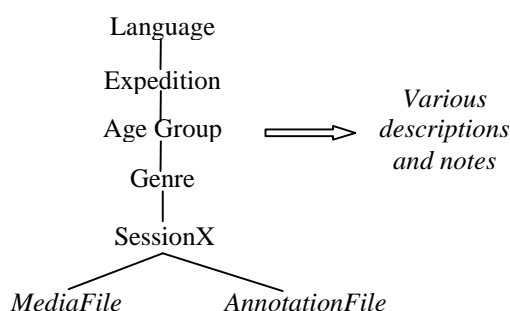 Language
Expedition
Age Group
Genre
SessionX
Various
descriptions
and notes
MediaFile AnnotationFile